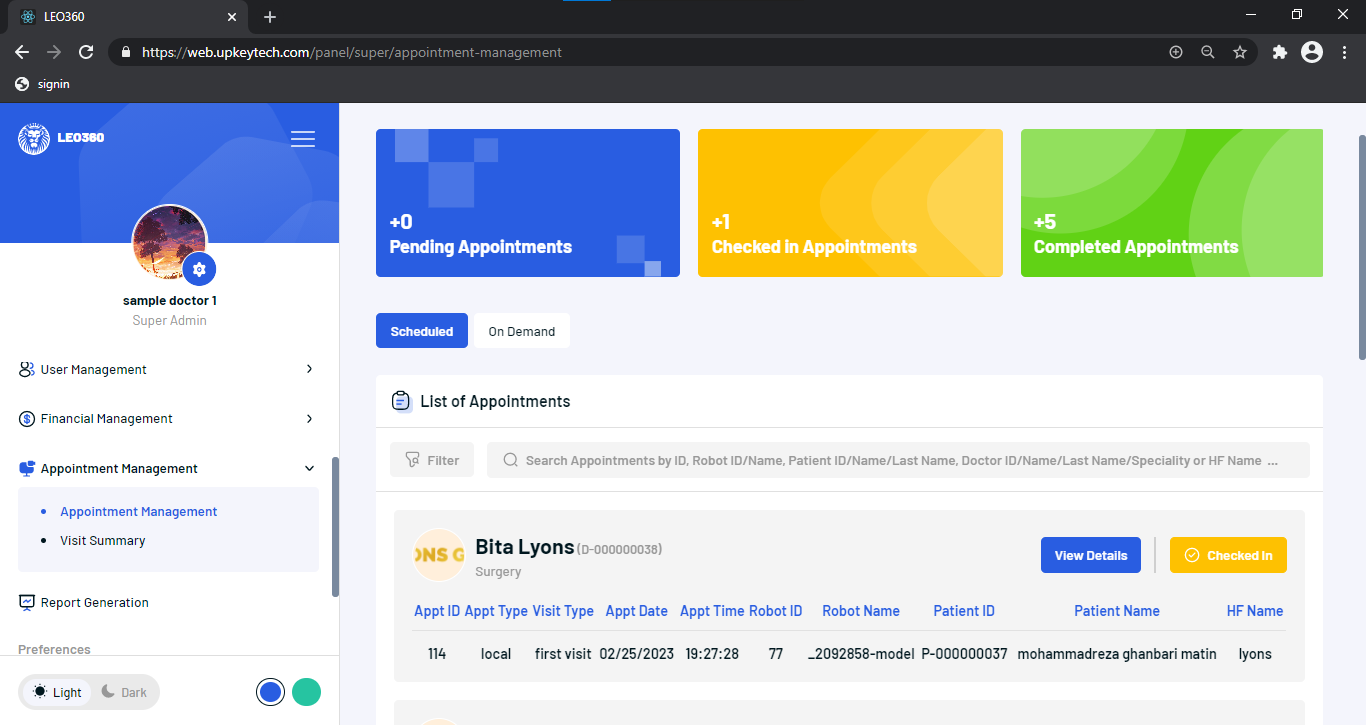 LEO360
https://web.upkeytech.com/panel/super/appointment-management
signin
LEO360
sample doctor 1
Super Admin
User Management
Financial Management
Appointment Management
Appointment Management
Visit Summary
Report Generation
Preferences
Light Dark
+0
Pending Appointments
+1
Checked in Appointments
+5
Completed Appointments
Scheduled On Demand
List of Appointments
Filter Search Appointments by ID, Robot ID/Name, Patient ID/Name/Last Name, Doctor ID/Name/Last Name/Speciality or HF Name ...
ONS G
Bita Lyons (D-000000038)
Surgery
View Details Checked In
Appt ID Appt Type Visit Type Appt Date Appt Time Robot ID Robot Name Patient ID Patient Name HF Name
114 local first visit 02/25/2023 19:27:28 77 _2092858-model P-000000037 mohammadreza ghanbari matin lyons